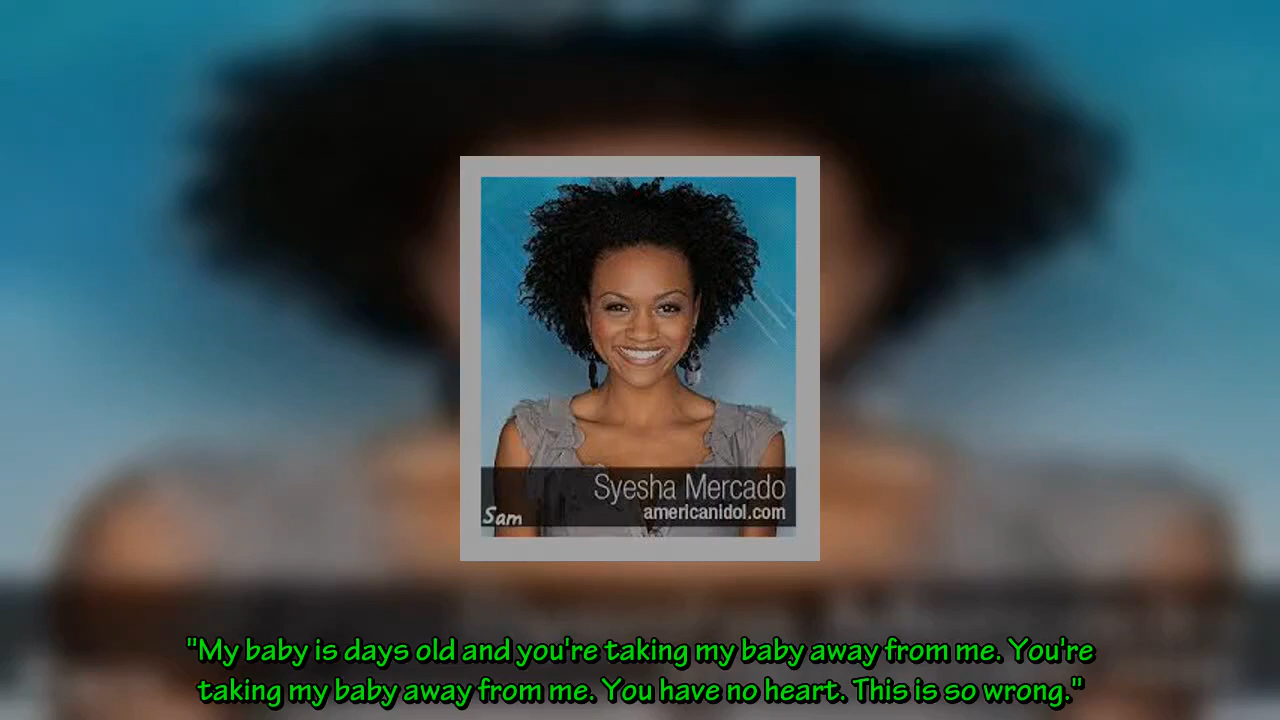 Syesha Mercado
americanidol.com
Sam
"My baby is days old and you're taking my baby away from me. You're
taking my baby away from me. You have no heart. This is so wrong."